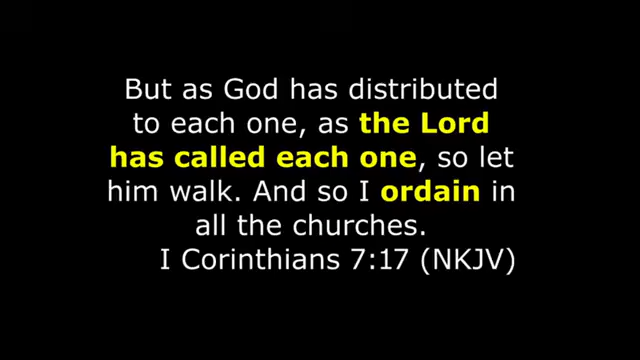 But as God has distributed
to each one, as the Lord
has called each one, so let
him walk. And so I ordain in
all the churches.
I Corinthians 7:17 (NKJV)